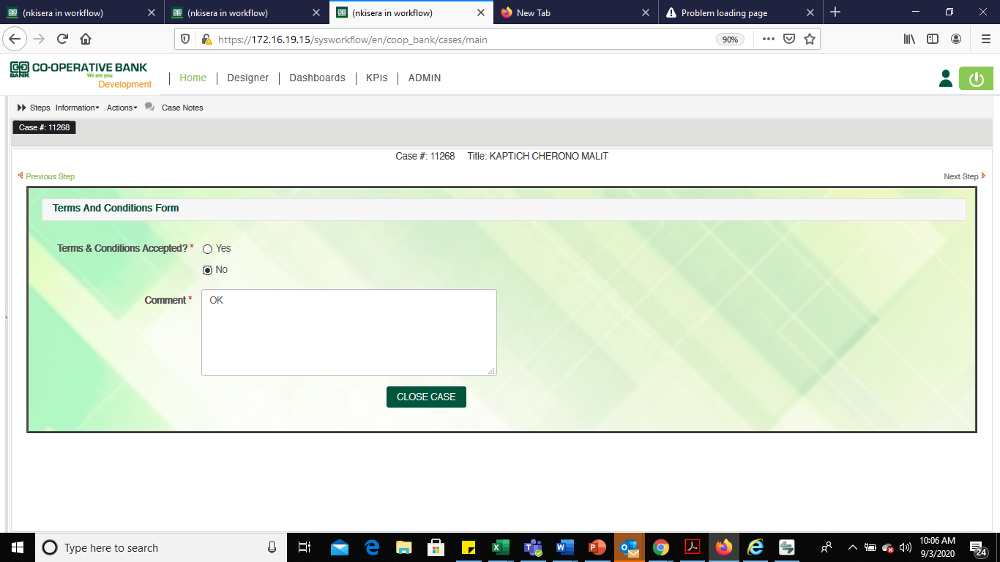 (nkisera in workflow)
(nkisera in workflow)
(nkisera in workflow)
New Tab
Problem loading page
https://172.16.19.15/sysworkflow/en/coop_bank/cases/main
90%
CO-OPERATIVE BANK
BANK
We are you
Development
Home
Designer
Dashboards
KPIs
ADMIN
Steps Information Actions Case Notes
Case #: 11268
Case #: 11268 Title: KAPTICH CHERONO MALIT
Previous Step
Next Step
Terms And Conditions Form
Terms & Conditions Accepted? * Yes
No
Comment * OK
CLOSE CASE
Type here to search
10:06 AM
9/3/2020
24